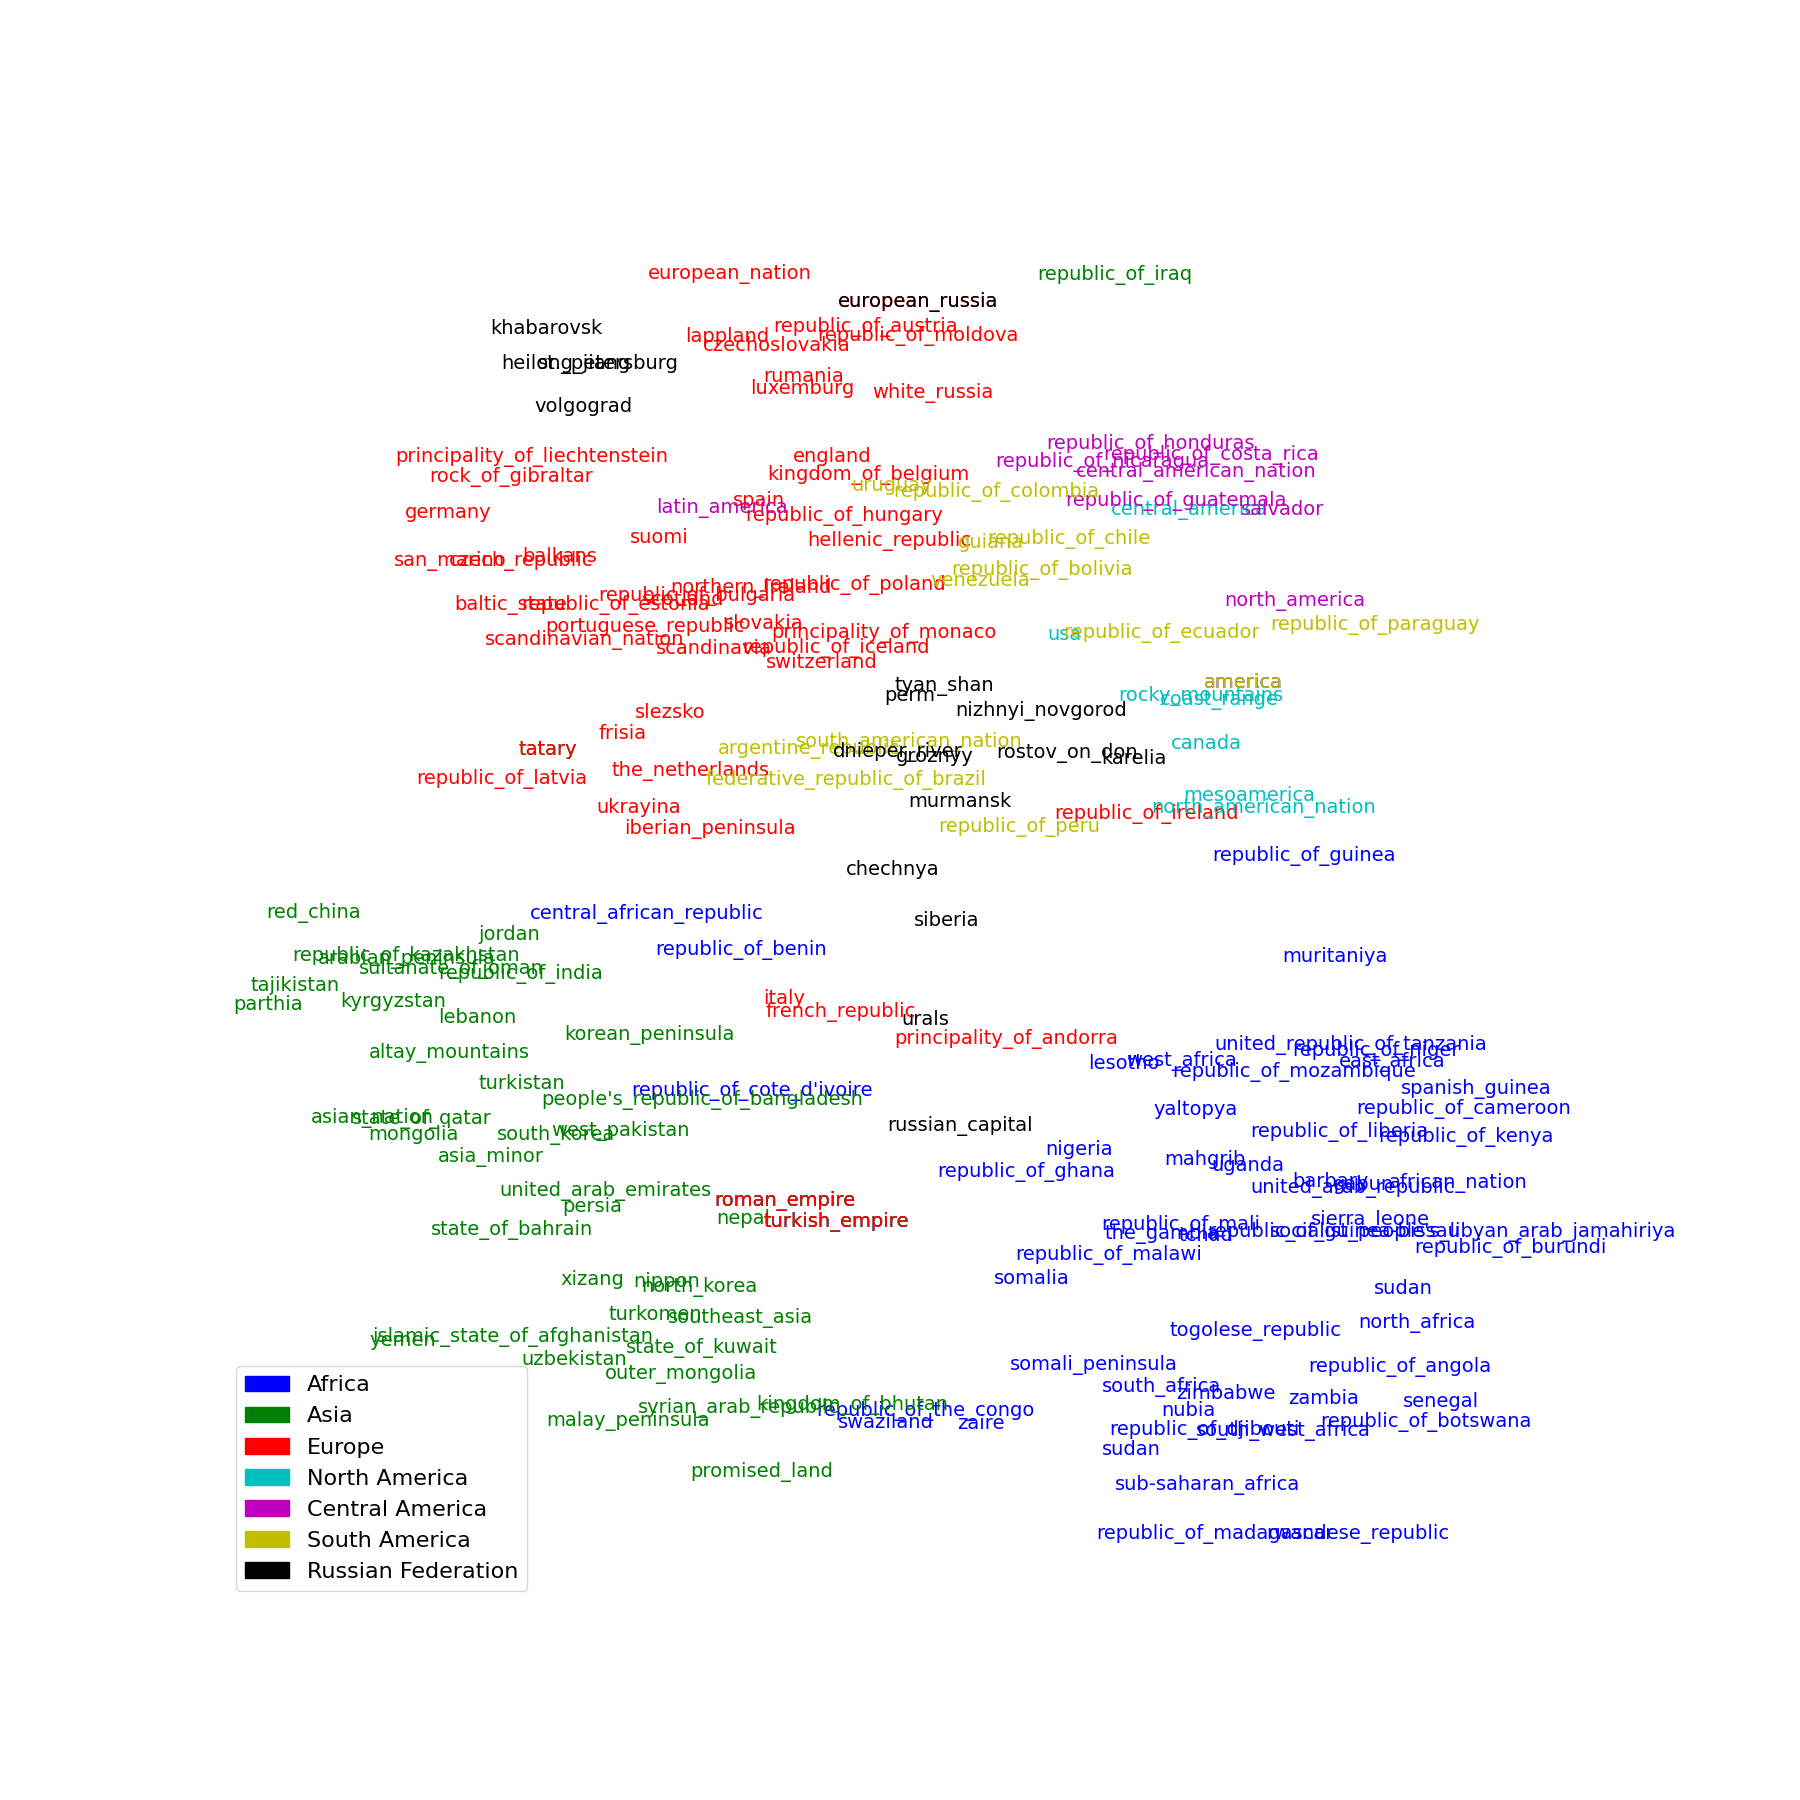 european_nation
republic_of_iraq
european_russia
khabarovsk
republic_of_austria
lappland
republic_of_moldova
czechoslovakia
heilong_jiang
st._petersburg
rumania
luxemburg
white_russia
volgograd
republic_of_honduras
republic_of_costa_rica
principality_of_liechtenstein
england
republic_of_nicaragua
central_american_nation
rock_of_gibraltar
kingdom_of_belgium
uruguay
republic_of_colombia
spain
republic_of_guatemala
latin_america
central_america
salvador
germany
republic_of_hungary
suomi
hellenic_republic
guiana
republic_of_chile
balkans
san_marino
czech_republic
republic_of_bolivia
venezuela
northern_ireland
republic_of_poland
republic_of_bulgaria
scotland
north_america
baltic_state
republic_of_estonia
slovakia
portuguese_republic
republic_of_paraguay
principality_of_monaco
usa
republic_of_ecuador
scandinavian_nation
scandinavia
republic_of_iceland
switzerland
tyan_shan
america
perm
rocky_mountains
coast_range
slezsko
nizhnyi_novgorod
frisia
south_american_nation
canada
tatary
argentine_republic
dnieper_river
groznyy
rostov_on_don
karelia
the_netherlands
republic_of_latvia
federative_republic_of_brazil
mesoamerica
murmansk
ukrayina
north_american_nation
republic_of_ireland
iberian_peninsula
republic_of_peru
republic_of_guinea
chechnya
red_china
central_african_republic
siberia
jordan
republic_of_benin
republic_of_kazakhstan
arabian_peninsula
muritaniya
sultanate_of_oman
republic_of_india
tajikistan
italy
parthia
kyrgyzstan
french_republic
lebanon
urals
korean_peninsula
principality_of_andorra
united_republic_of_tanzania
republic_of_niger
altay_mountains
lesotho
west_africa
east_africa
republic_of_mozambique
turkistan
republic_of_cote_d'ivoire
spanish_guinea
people's_republic_of_bangladesh
yaltopya
republic_of_cameroon
asian_nation
state_of_qatar
russian_capital
mongolia
south_korea
west_pakistan
republic_of_liberia
republic_of_kenya
nigeria
asia_minor
mahgrib
uganda
republic_of_ghana
barbary
gabun
african_nation
united_arab_republic
united_arab_emirates
roman_empire
persia
nepal
turkish_empire
sierra_leone
state_of_bahrain
republic_of_mali
the_gambia
tchad
republic_of_guinea-bissau
socialist_people's_libyan_arab_jamahiriya
republic_of_malawi
republic_of_burundi
xizang
nippon
north_korea
somalia
sudan
turkomen
southeast_asia
north_africa
togolese_republic
islamic_state_of_afghanistan
yemen
state_of_kuwait
uzbekistan
somali_peninsula
republic_of_angola
outer_mongolia
south_africa
zimbabwe
zambia
senegal
syrian_arab_republic
kingdom_of_bhutan
republic_of_the_congo
nubia
malay_peninsula
swaziland
zaire
republic_of_botswana
republic_of_djibouti
south_west_africa
sudan
promised_land
sub-saharan_africa
republic_of_madagascar
rwandese_republic
Africa
Asia
Europe
North America
Central America
South America
Russian Federation